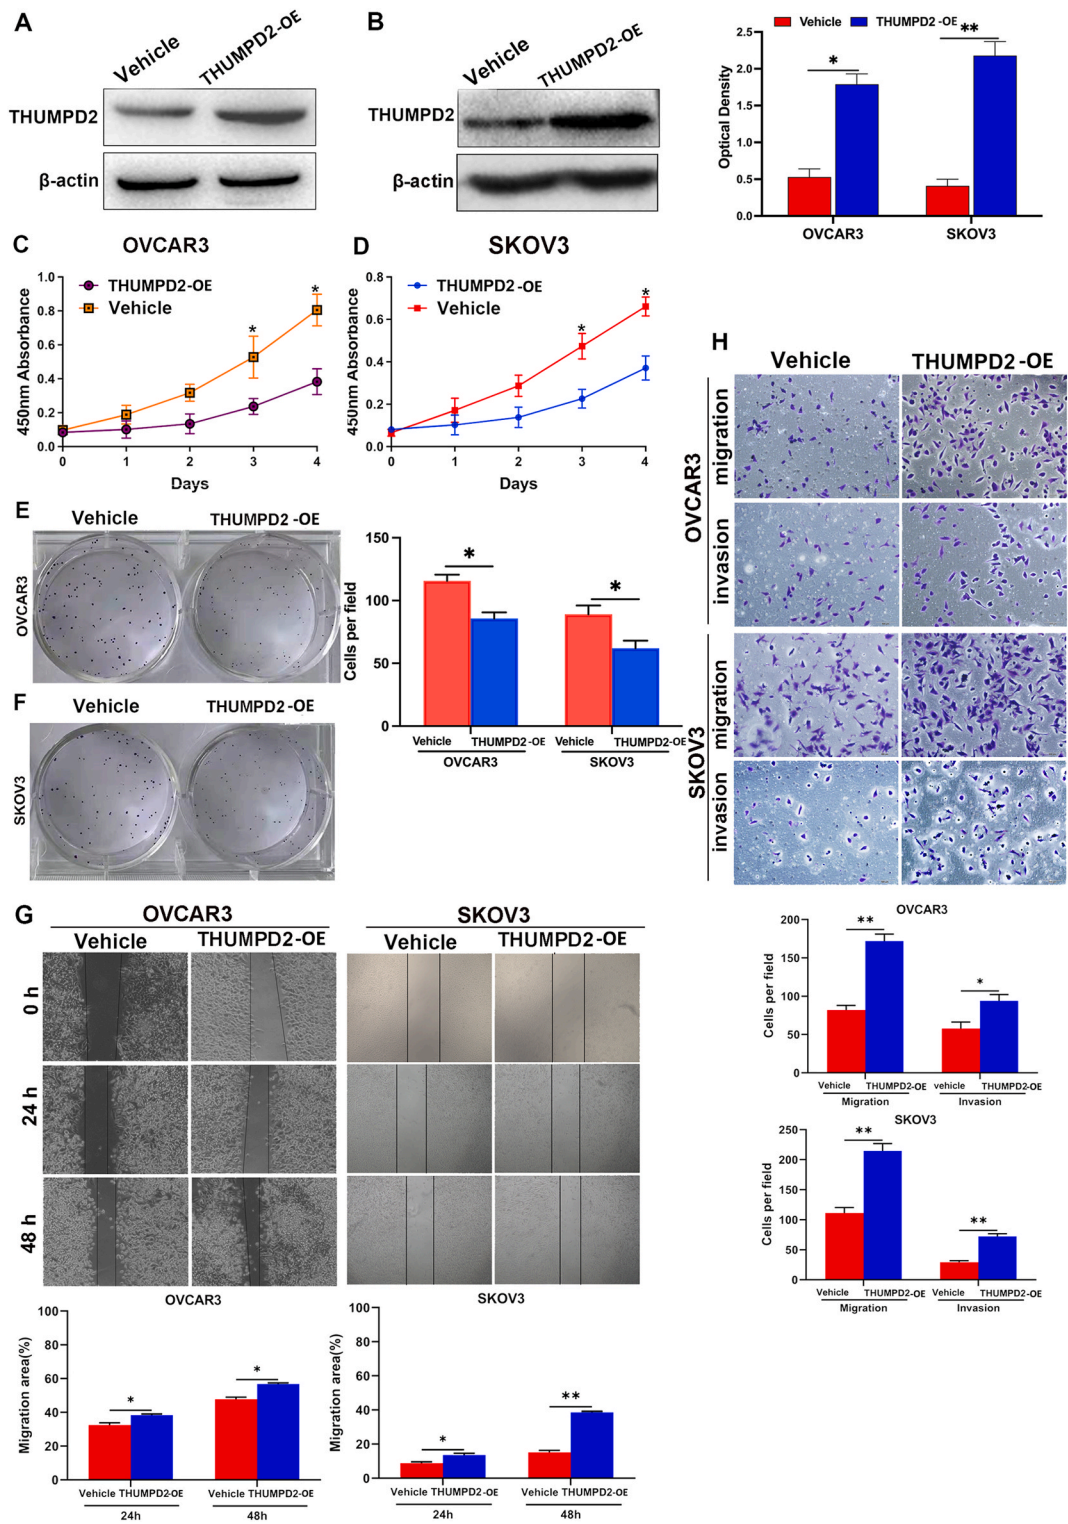 A
Vehicle
THUMPD2-OE
THUMPD2
β-actin
B
Vehicle
THUMPD2-OE
THUMPD2
β-actin
Vehicle
THUMPD2-OE
Optical Density
2.5
2.0
1.5
1.0
0.5
0.0
*
**
OVCAR3
SKOV3
C
OVCAR3
THUMPD2-OE
Vehicle
450nm Absorbance
1.0
0.8
0.6
0.4
0.2
0.0
*
*
0 1 2 3 4
Days
D
SKOV3
THUMPD2-OE
Vehicle
450nm Absorbance
0.8
0.6
0.4
0.2
0.0
*
*
0 1 2 3 4
Days
E
Vehicle
THUMPD2-OE
OVCAR3
F
Vehicle
THUMPD2-OE
SKOV3
Cells per field
150
100
50
0
*
*
Vehicle THUMPD2-OE
OVCAR3
Vehicle THUMPD2-OE
SKOV3
G
OVCAR3
Vehicle
THUMPD2-OE
SKOV3
Vehicle
THUMPD2-OE
0 h
24 h
48 h
OVCAR3
Migration area(%)
100
80
60
40
20
0
*
*
Vehicle THUMPD2-OE
24h
Vehicle THUMPD2-OE
48h
SKOV3
Migration area(%)
100
80
60
40
20
0
*
**
Vehicle THUMPD2-OE
24h
Vehicle THUMPD2-OE
48h
H
Vehicle
THUMPD2-OE
OVCAR3
migration
invasion
SKOV3
migration
invasion
OVCAR3
Cells per field
200
150
100
50
0
**
*
Vehicle THUMPD2-OE
Migration
vehicle THUMPD2-OE
Invasion
SKOV3
Cells per field
250
200
150
100
50
0
**
**
Vehicle THUMPD2-OE
Migration
Vehicle THUMPD2-OE
Invasion